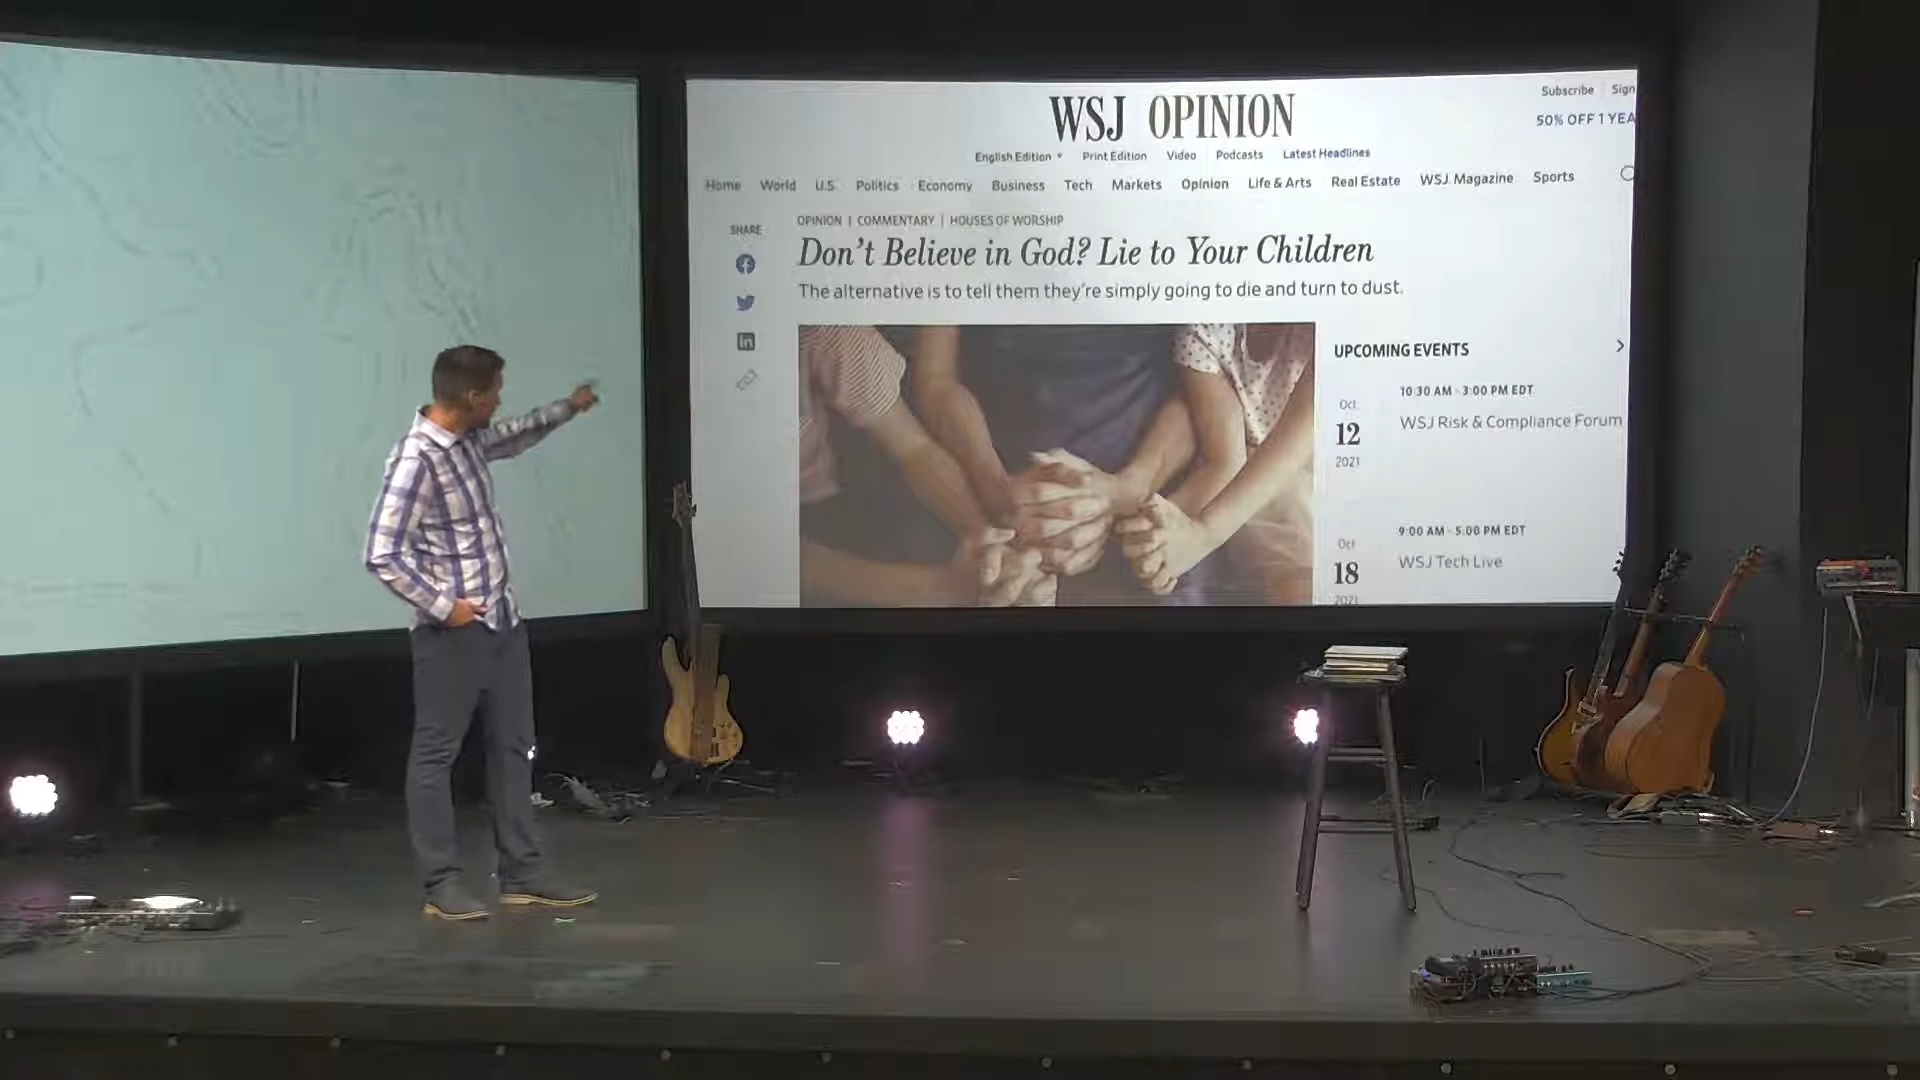 Subscribe Sign
WSJ OPINION
50% OFF 1 YEA
English Edition Print Edition Video Podcasts Latest Headlines
Home World U.S. Politics Economy Business Tech Markets Opinion Life & Arts Real Estate WSJ. Magazine Sports
OPINION | COMMENTARY | HOUSES OF WORSHIP
SHARE
Don't Believe in God? Lie to Your Children
The alternative is to tell them they're simply going to die and turn to dust.
UPCOMING EVENTS
Oct
12
2021
10:30 AM - 3:00 PM EDT
WSJ Risk & Compliance Forum
Oct
18
2021
9:00 AM - 5:00 PM EDT
WSJ Tech Live